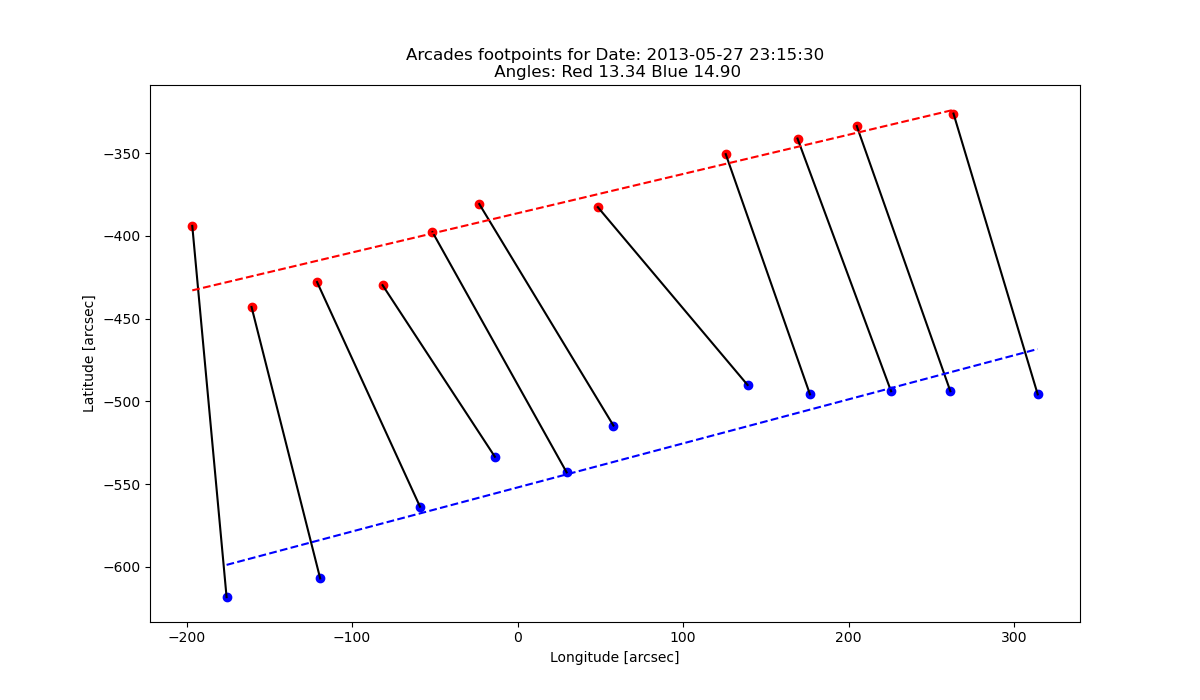 Arcades footpoints for Date: 2013-05-27 23:15:30
Angles: Red 13.34 Blue 14.90
Latitude [arcsec]
−350
−400
−450
−500
−550
−600
−200 −100 0 100 200 300
Longitude [arcsec]